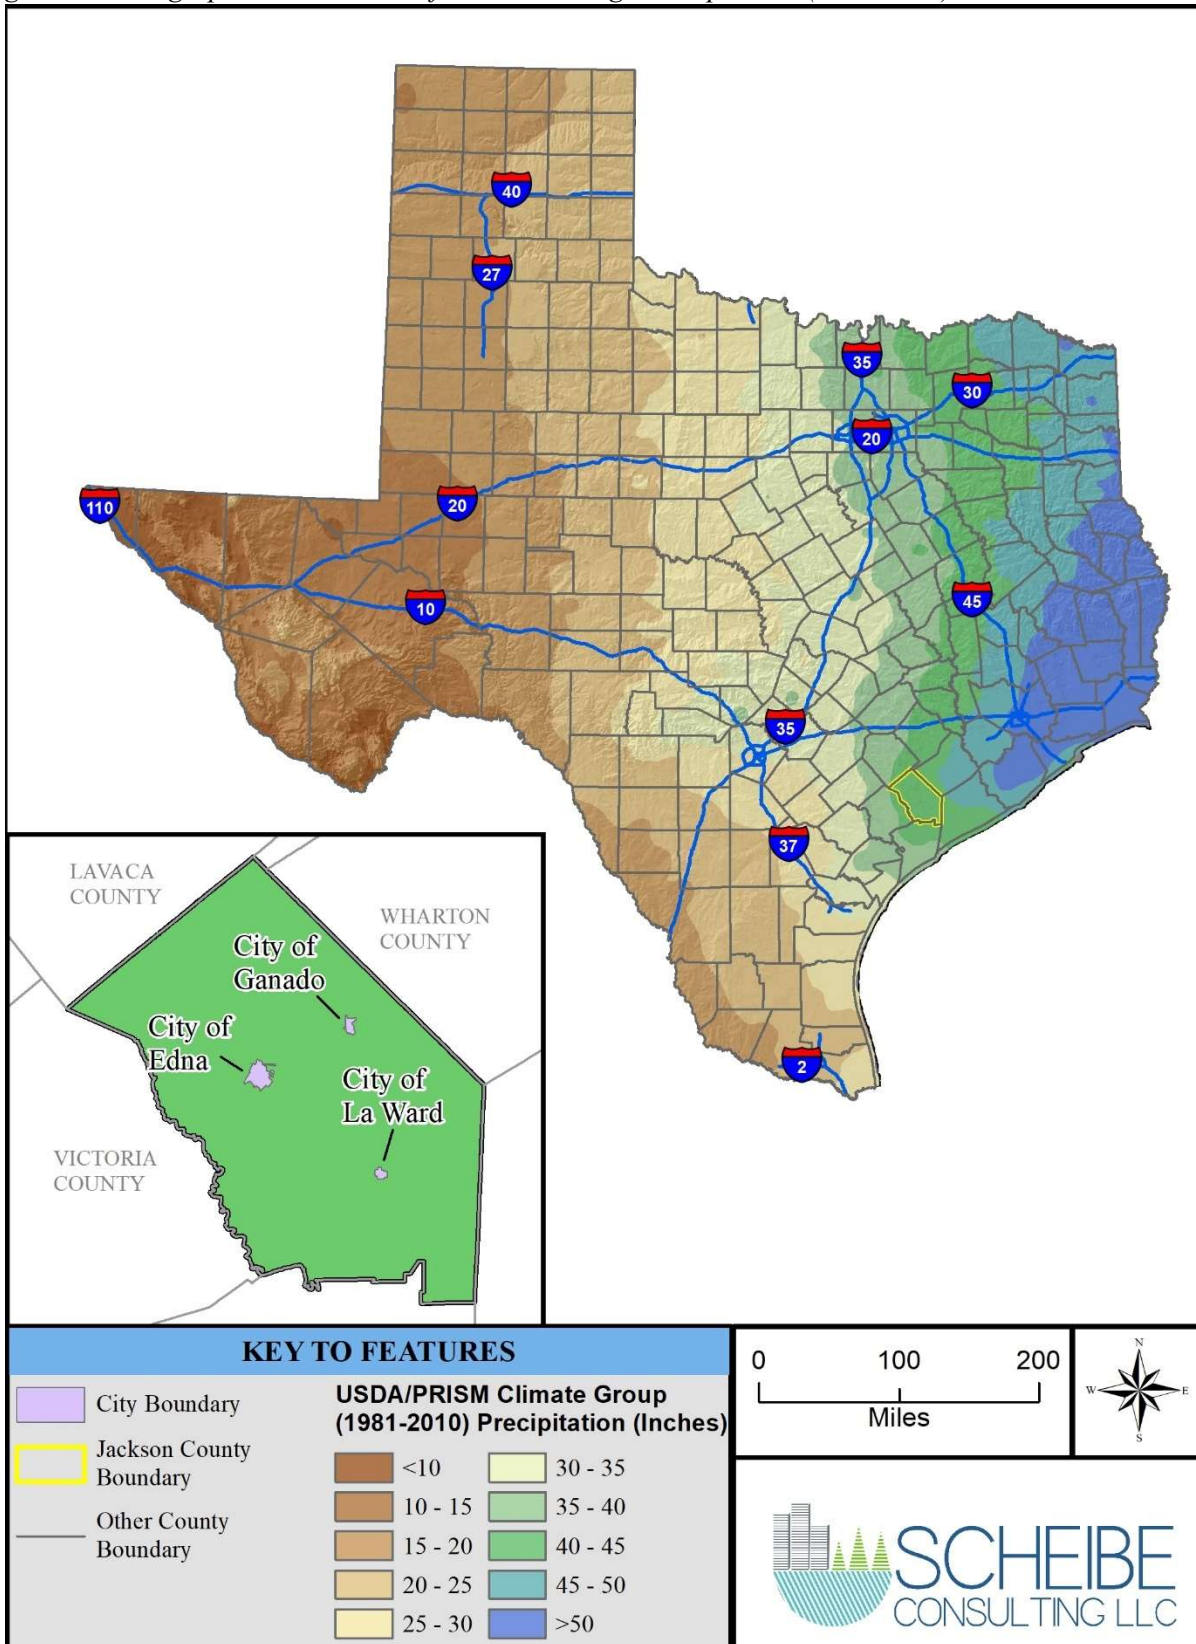 40
27
35
30
20
20
110
10
45
35
37
2
LAVACA
COUNTY
WHARTON
COUNTY
City of
Ganado
City of
Edna
City of
La Ward
VICTORIA
COUNTY
KEY TO FEATURES
City Boundary
Jackson County
Boundary
Other County
Boundary
USDA/PRISM Climate Group
(1981-2010) Precipitation (Inches)
<10
10 - 15
15 - 20
20 - 25
25 - 30
30 - 35
35 - 40
40 - 45
45 - 50
>50
0 100 200
Miles
N
W E
S
SCHEIBE
CONSULTING LLC